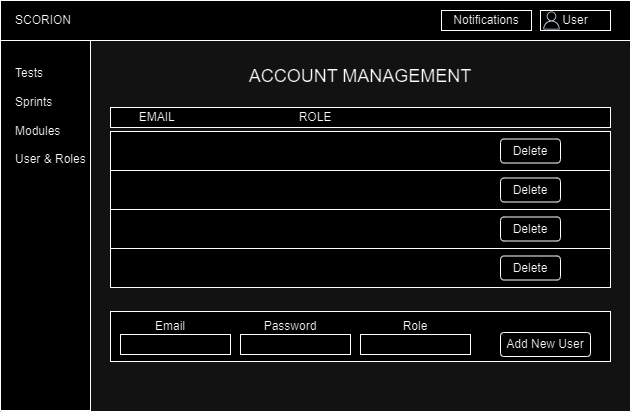 SCORION
Notifications
User
Tests
Sprints
Modules
User & Roles
ACCOUNT MANAGEMENT
EMAIL ROLE
Delete
Delete
Delete
Delete
Email Password Role
Add New User